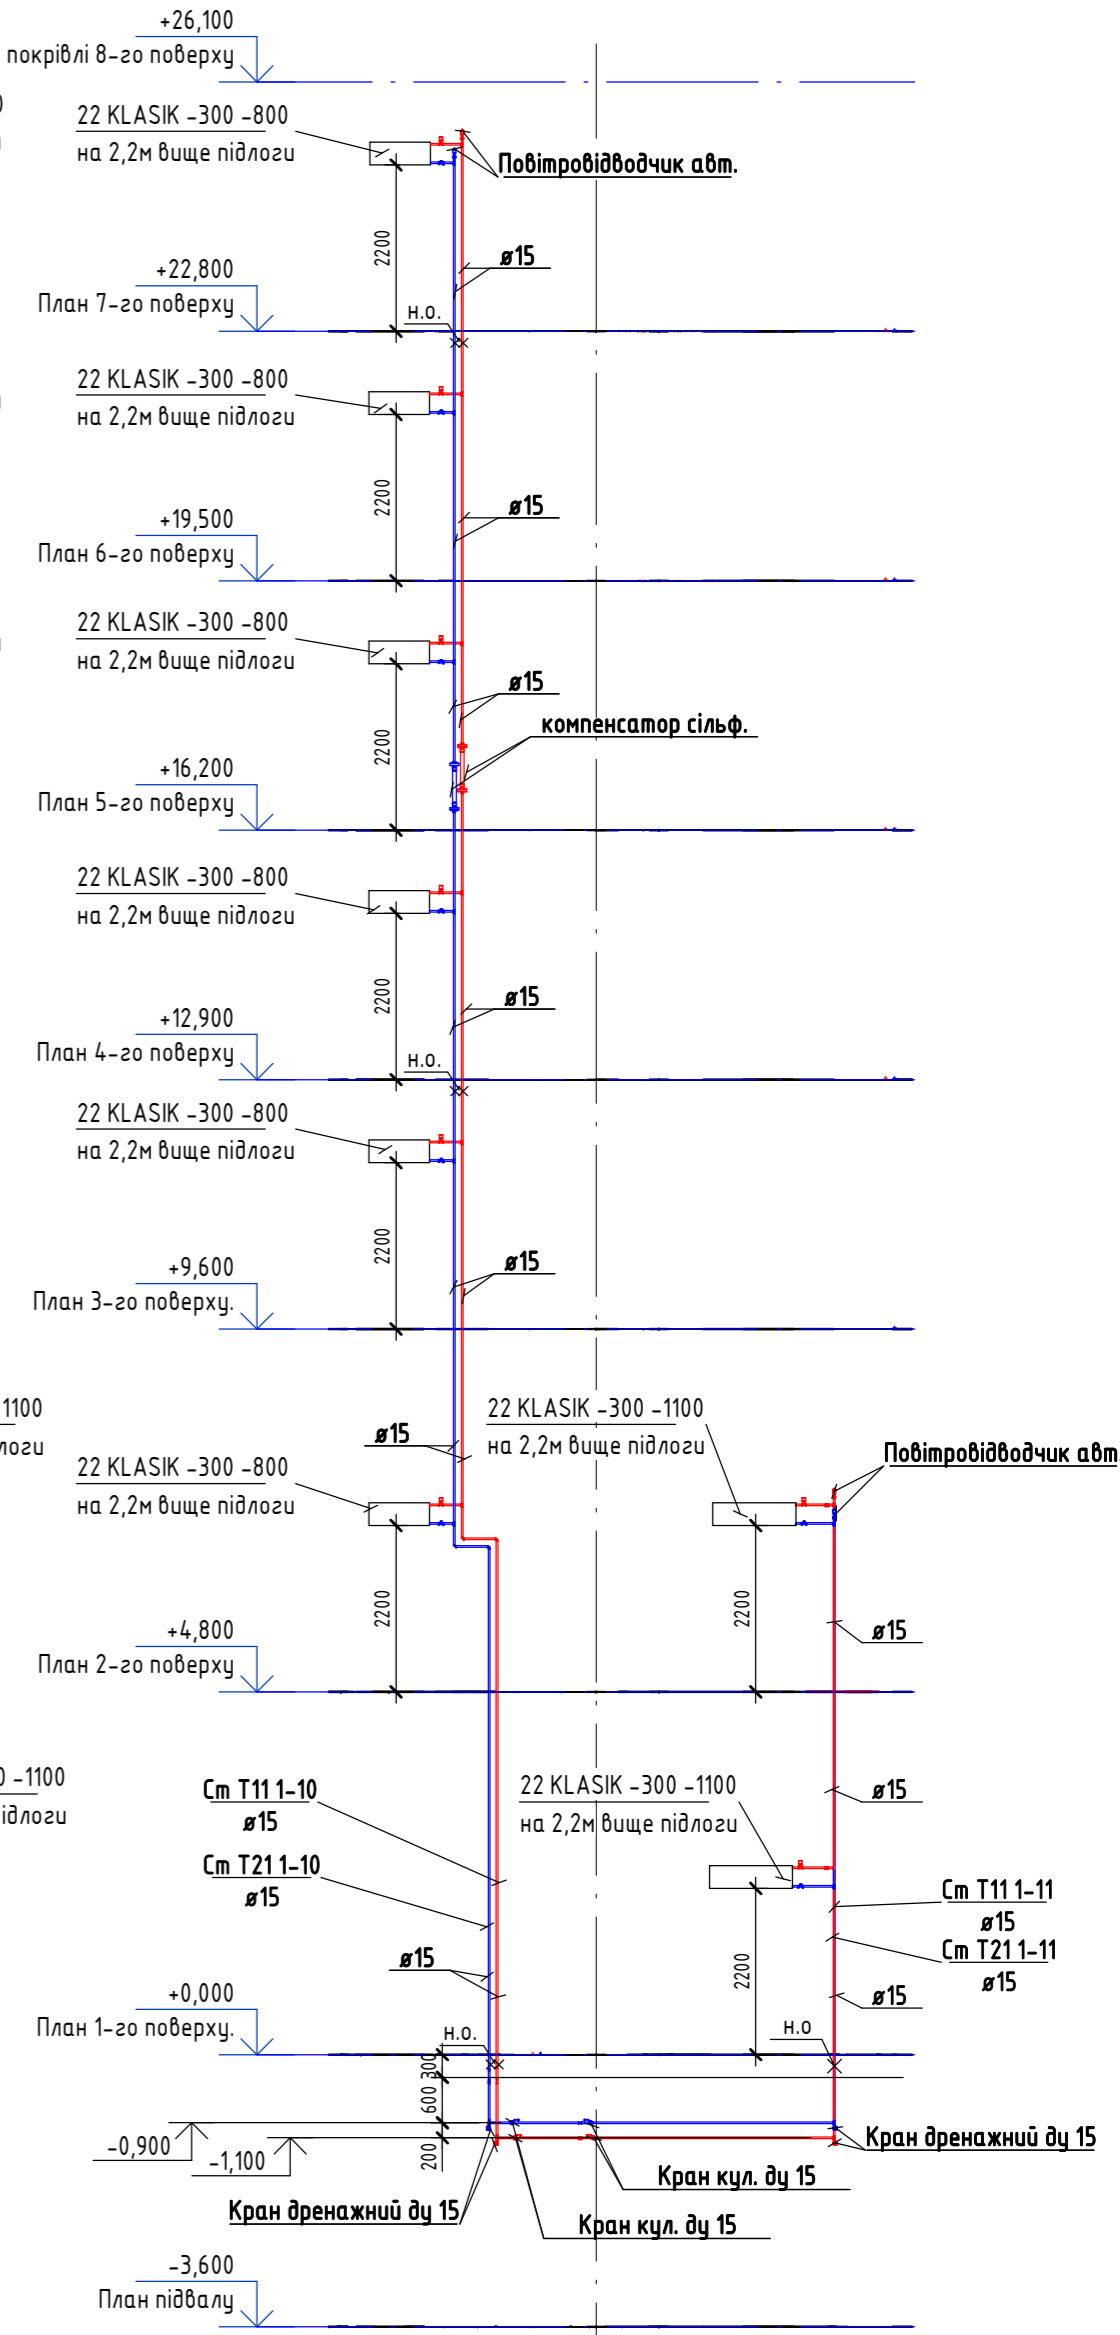 +26,100
покрівлі 8-го поверху
22 KLASIK -300 -800
на 2,2м вище підлоги
Повітровідводчик авт.
2200
ø15
+22,800
План 7-го поверху
н.о.
22 KLASIK -300 -800
на 2,2м вище підлоги
2200
ø15
+19,500
План 6-го поверху
22 KLASIK -300 -800
на 2,2м вище підлоги
ø15
2200
компенсатор сільф.
+16,200
План 5-го поверху
22 KLASIK -300 -800
на 2,2м вище підлоги
2200
ø15
+12,900
План 4-го поверху
н.о.
22 KLASIK -300 -800
на 2,2м вище підлоги
2200
ø15
+9,600
План 3-го поверху.
1100
22 KLASIK -300 -1100
ø15
на 2,2м вище підлоги
Повітровідводчик авт
22 KLASIK -300 -800
на 2,2м вище підлоги
2200
2200
ø15
+4,800
План 2-го поверху
-1100
Ст Т11 1-10
ø15
22 KLASIK -300 -1100
на 2,2м вище підлоги
ø15
Ст Т21 1-10
ø15
Ст Т11 1-11
ø15
Ст Т21 1-11
ø15
ø15
2200
ø15
+0,000
План 1-го поверху.
н.о.
н.о
300
600
200
-0,900
-1,100
Кран дренажний ду 15
Кран кул. ду 15
Кран дренажний ду 15
Кран кул. ду 15
-3,600
План підвалу